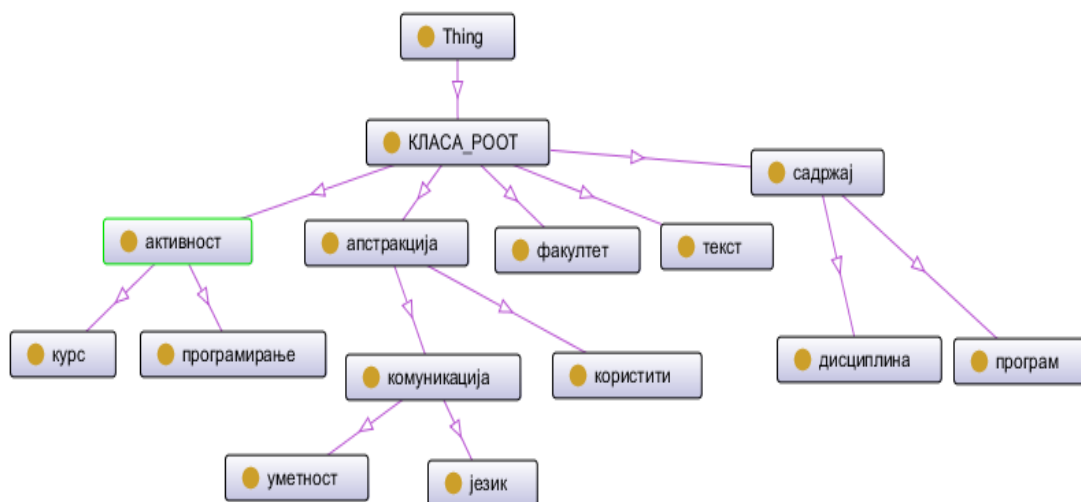 Thing
КЛАСА_РООТ
садржај
активност
апстракција
факултет
текст
курс
програмирање
комуникација
користити
дисциплина
програм
уметност
језик